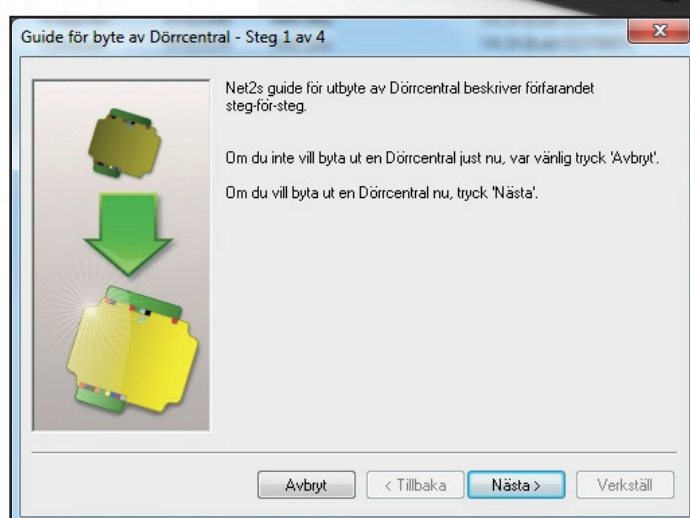 Guide för byte av Dörrcentral - Steg 1 av 4
Net2s guide för utbyte av Dörrcentral beskriver förfarandet
steg-för-steg.
Om du inte vill byta ut en Dörrcentral just nu, var vänlig tryck 'Avbryt'.
Om du vill byta ut en Dörrcentral nu, tryck 'Nästa'.
Avbryt
< Tillbaka
Nästa >
Verkställ